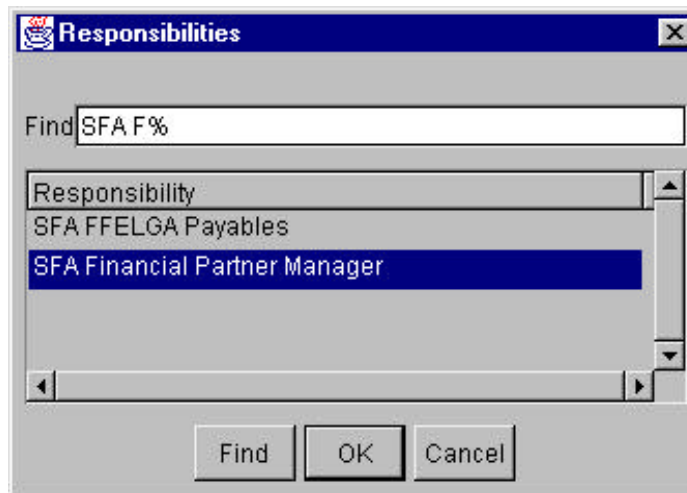 Responsibilities
Find SFA F%
Responsibility
SFA FFELGA Payables
SFA Financial Partner Manager
Find OK Cancel